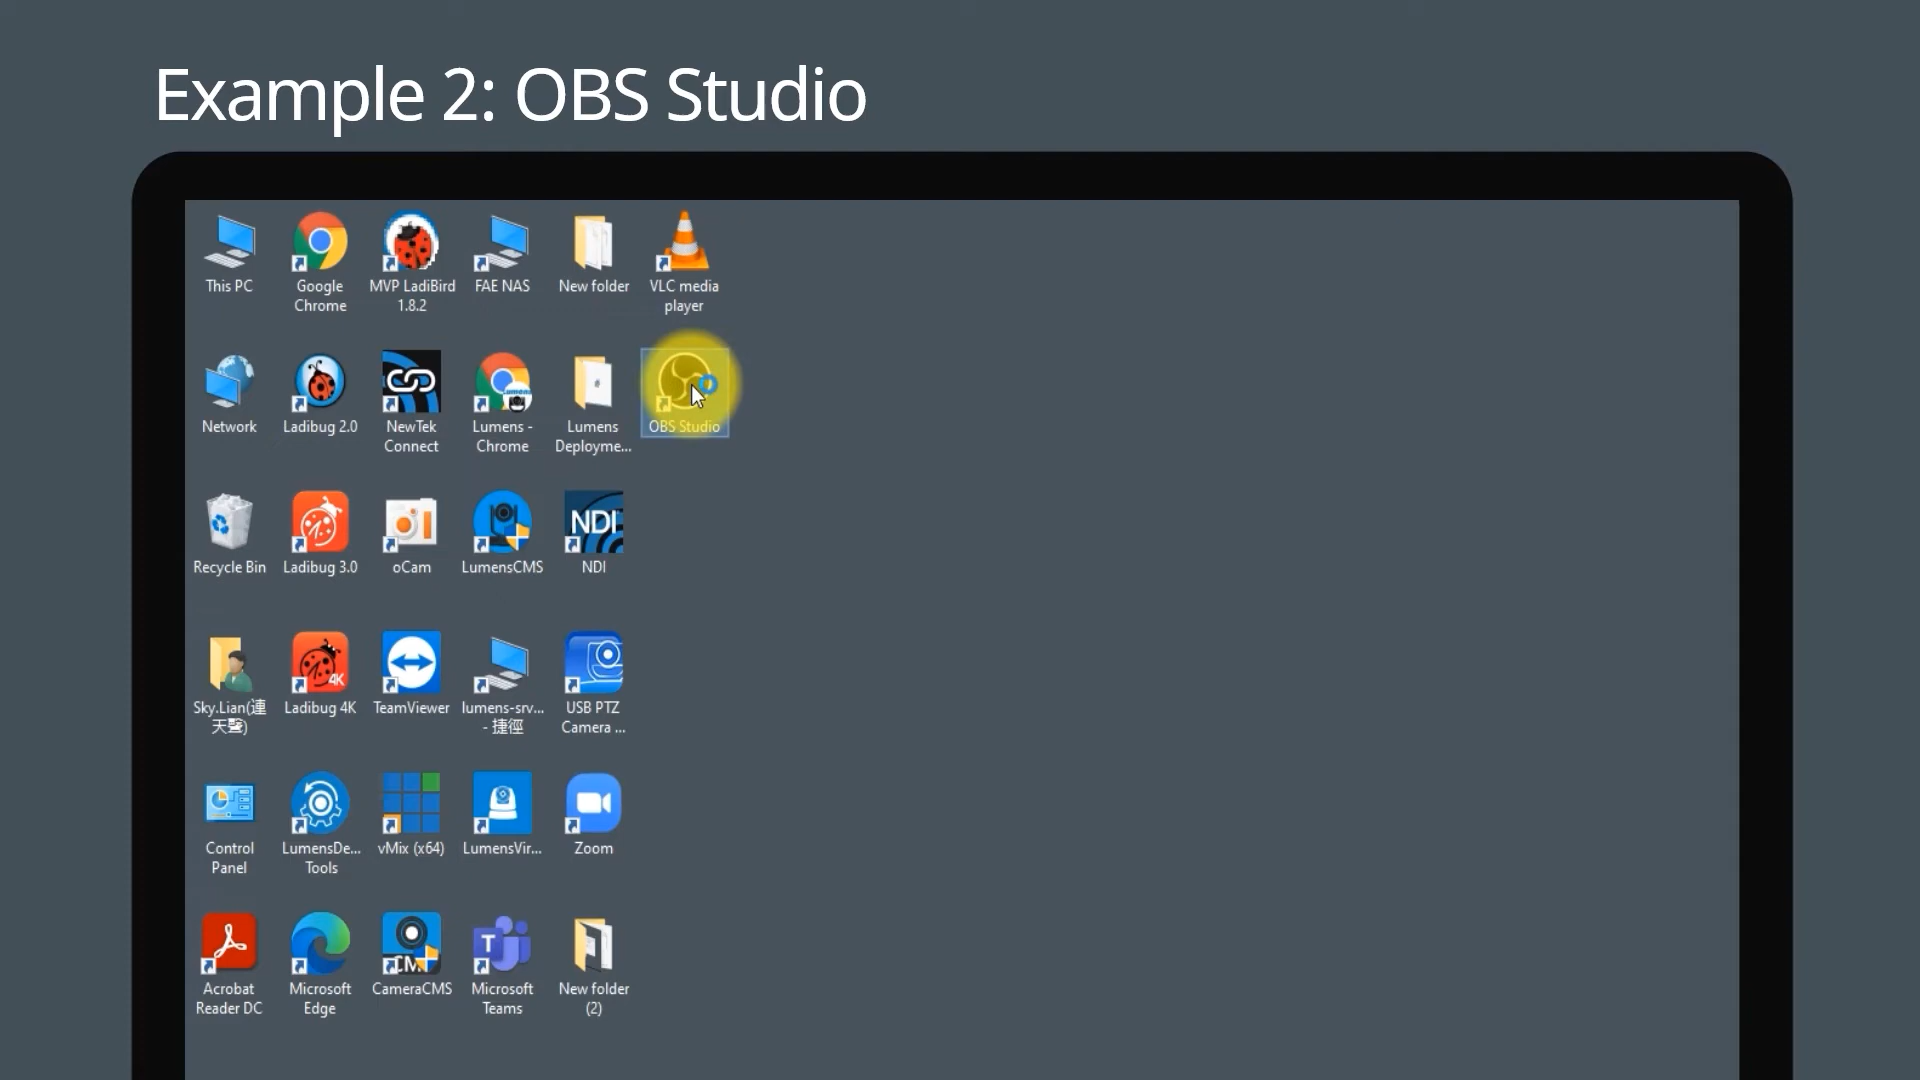 Example 2: OBS Studio
This PC
Google
Chrome
MVP LadiBird
1.8.2
FAE NAS
New folder
VLC media
player
Network
Ladibug 2.0
NewTek
Connect
Lumens -
Chrome
Lumens
Deployme...
OBS Studio
NDI
Recycle Bin
Ladibug 3.0
oCam
LumensCMS
NDI
4K
Sky.Lian(連
天聲)
Ladibug 4K
TeamViewer
lumens-srv...
- 捷徑
USB PTZ
Camera ...
Control
Panel
LumensDe...
Tools
vMix (x64)
LumensVir...
Zoom
T
Acrobat
Reader DC
Microsoft
Edge
CameraCMS
Microsoft
Teams
New folder
(2)